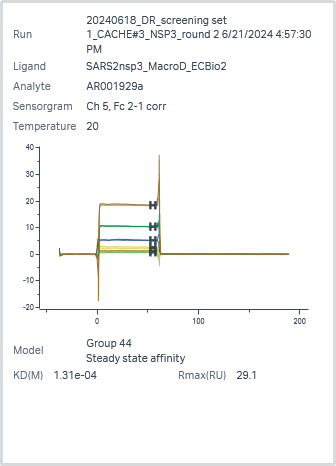 20240618_DR_screening set
Run 1_CACHE#3_NSP3_round 2 6/21/2024 4:57:30
PM
Ligand SARS2nsp3_MacroD_ECBio2
Analyte AR001929a
Sensorgram Ch 5, Fc 2-1 corr
Temperature 20
40
30
20
10
0
-10
-20
0 100 200
Model Group 44
Steady state affinity
KD(M) 1.31e-04 Rmax(RU) 29.1